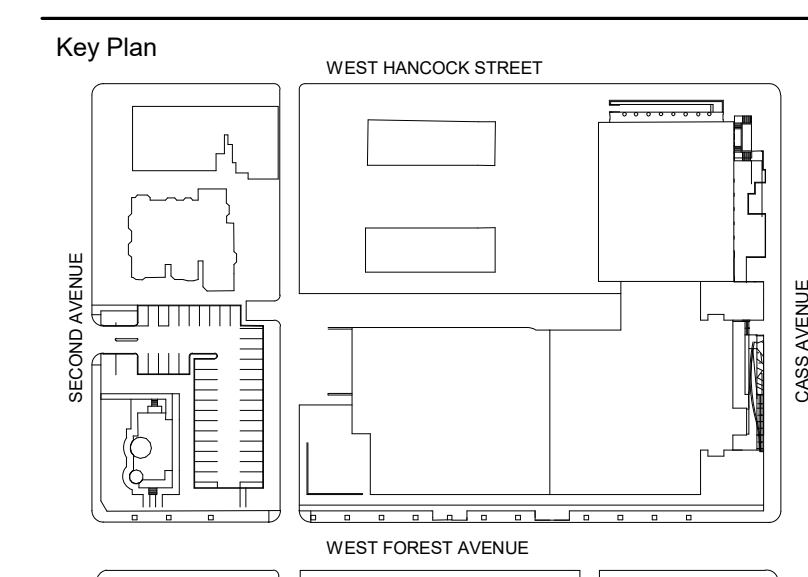 Key Plan
WEST HANCOCK STREET
SECOND AVENUE
CASS AVENUE
WEST FOREST AVENUE